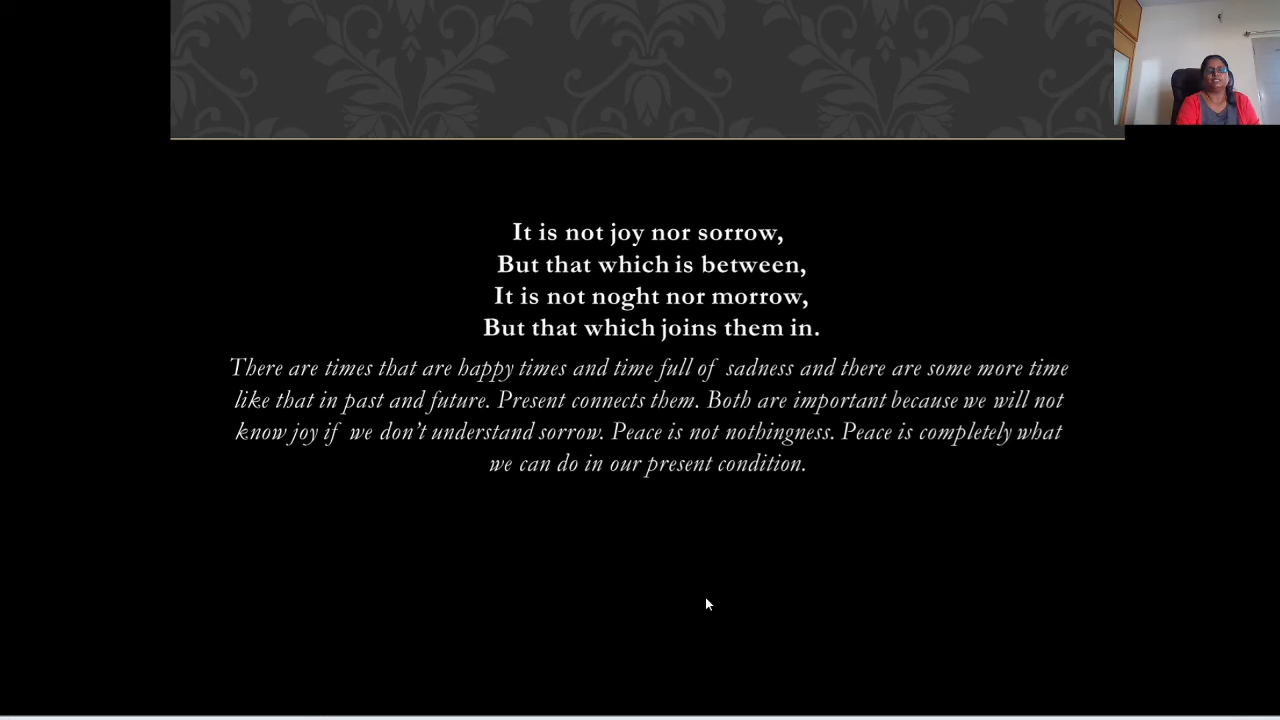 It is not joy nor sorrow,
But that which is between,
It is not noght nor morrow,
But that which joins them in.
There are times that are happy times and time full of sadness and there are some more time
like that in past and future. Present connects them. Both are important because we will not
know joy if we don't understand sorrow. Peace is not nothingness. Peace is completely what
we can do in our present condition.